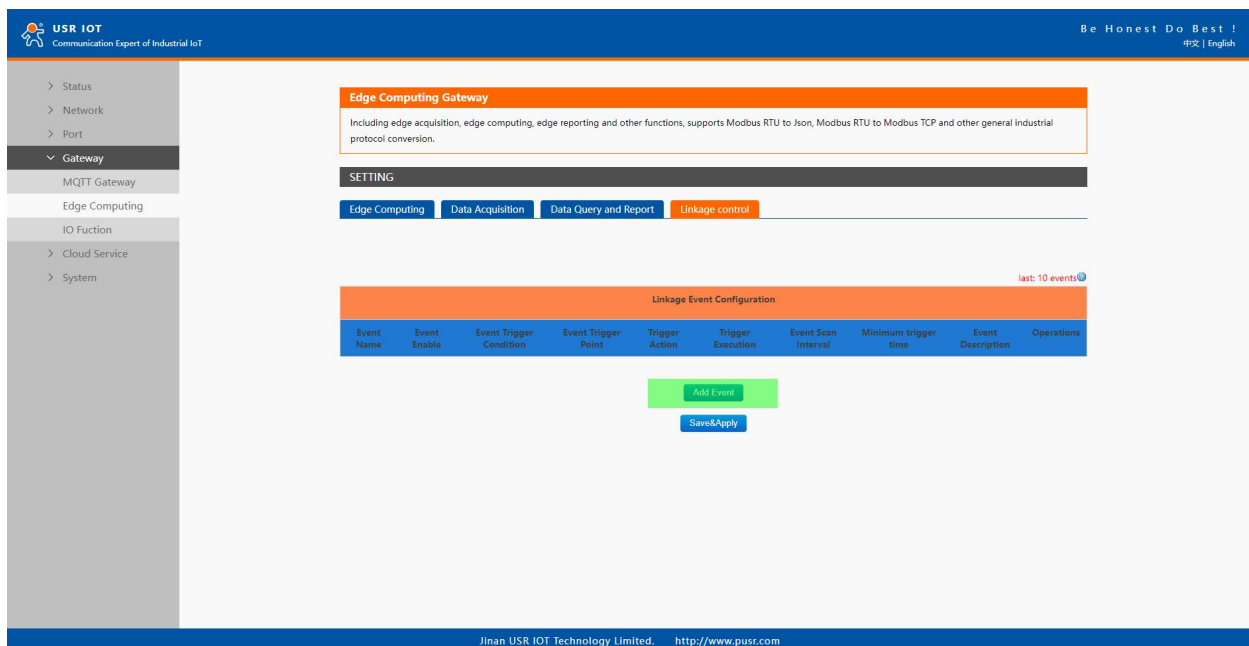 USR IOT
Communication Expert of Industrial IoT
Be Honest Do Best !
中文 | English
Status
Network
Port
Gateway
MQTT Gateway
Edge Computing
IO Fuction
Cloud Service
System
Edge Computing Gateway
Including edge acquisition, edge computing, edge reporting and other functions, supports Modbus RTU to Json, Modbus RTU to Modbus TCP and other general industrial
protocol conversion.
SETTING
Edge Computing Data Acquisition Data Query and Report Linkage control
last: 10 events
Linkage Event Configuration
Event Name Event Enable Event Trigger Condition Event Trigger Point Trigger Action Trigger Execution Event Scan Interval Minimum trigger time Event Description Operations
Add Event
Save&Apply
Jinan USR IOT Technology Limited. http://www.pusr.com